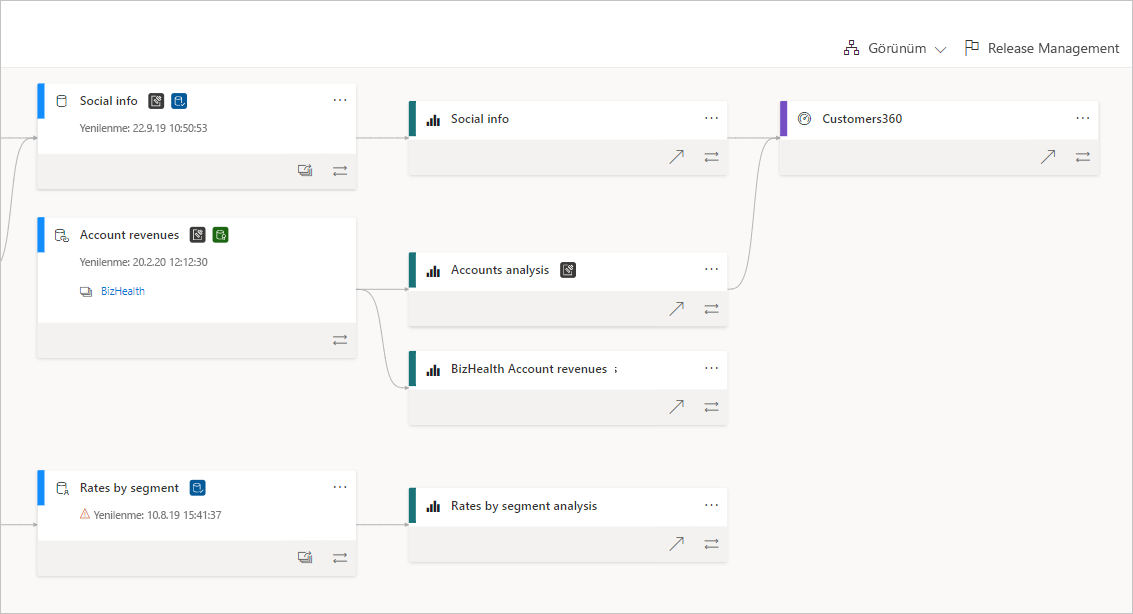 Görünüm
Release Management
Social info
Yenilenme: 22.9.19 10:50:53
Social info
Customers360
Account revenues
Yenilenme: 20.2.20 12:12:30
BizHealth
Accounts analysis
BizHealth Account revenues ;
Rates by segment
Yenilenme: 10.8.19 15:41:37
Rates by segment analysis